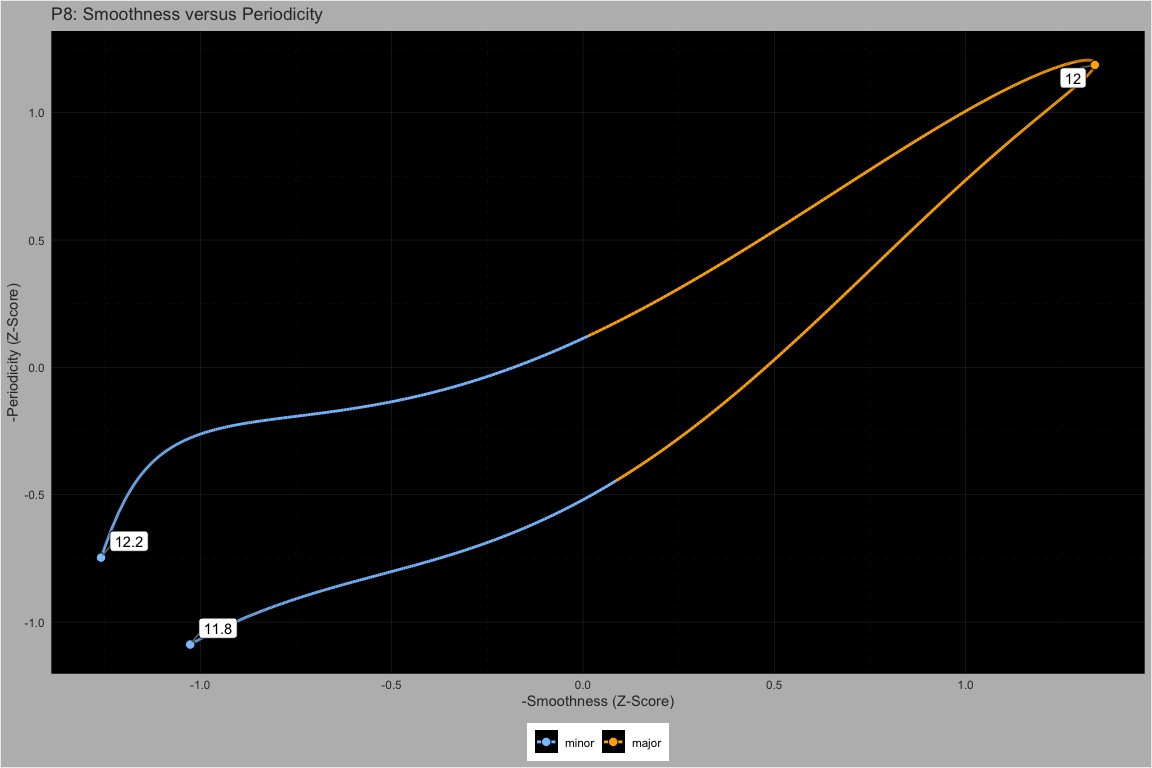 P8: Smoothness versus Periodicity
-Periodicity (Z-Score)
1.0
0.5
0.0
-0.5
-1.0
12
12.2
11.8
-1.0
-0.5
0.0
0.5
1.0
-Smoothness (Z-Score)
minor
major